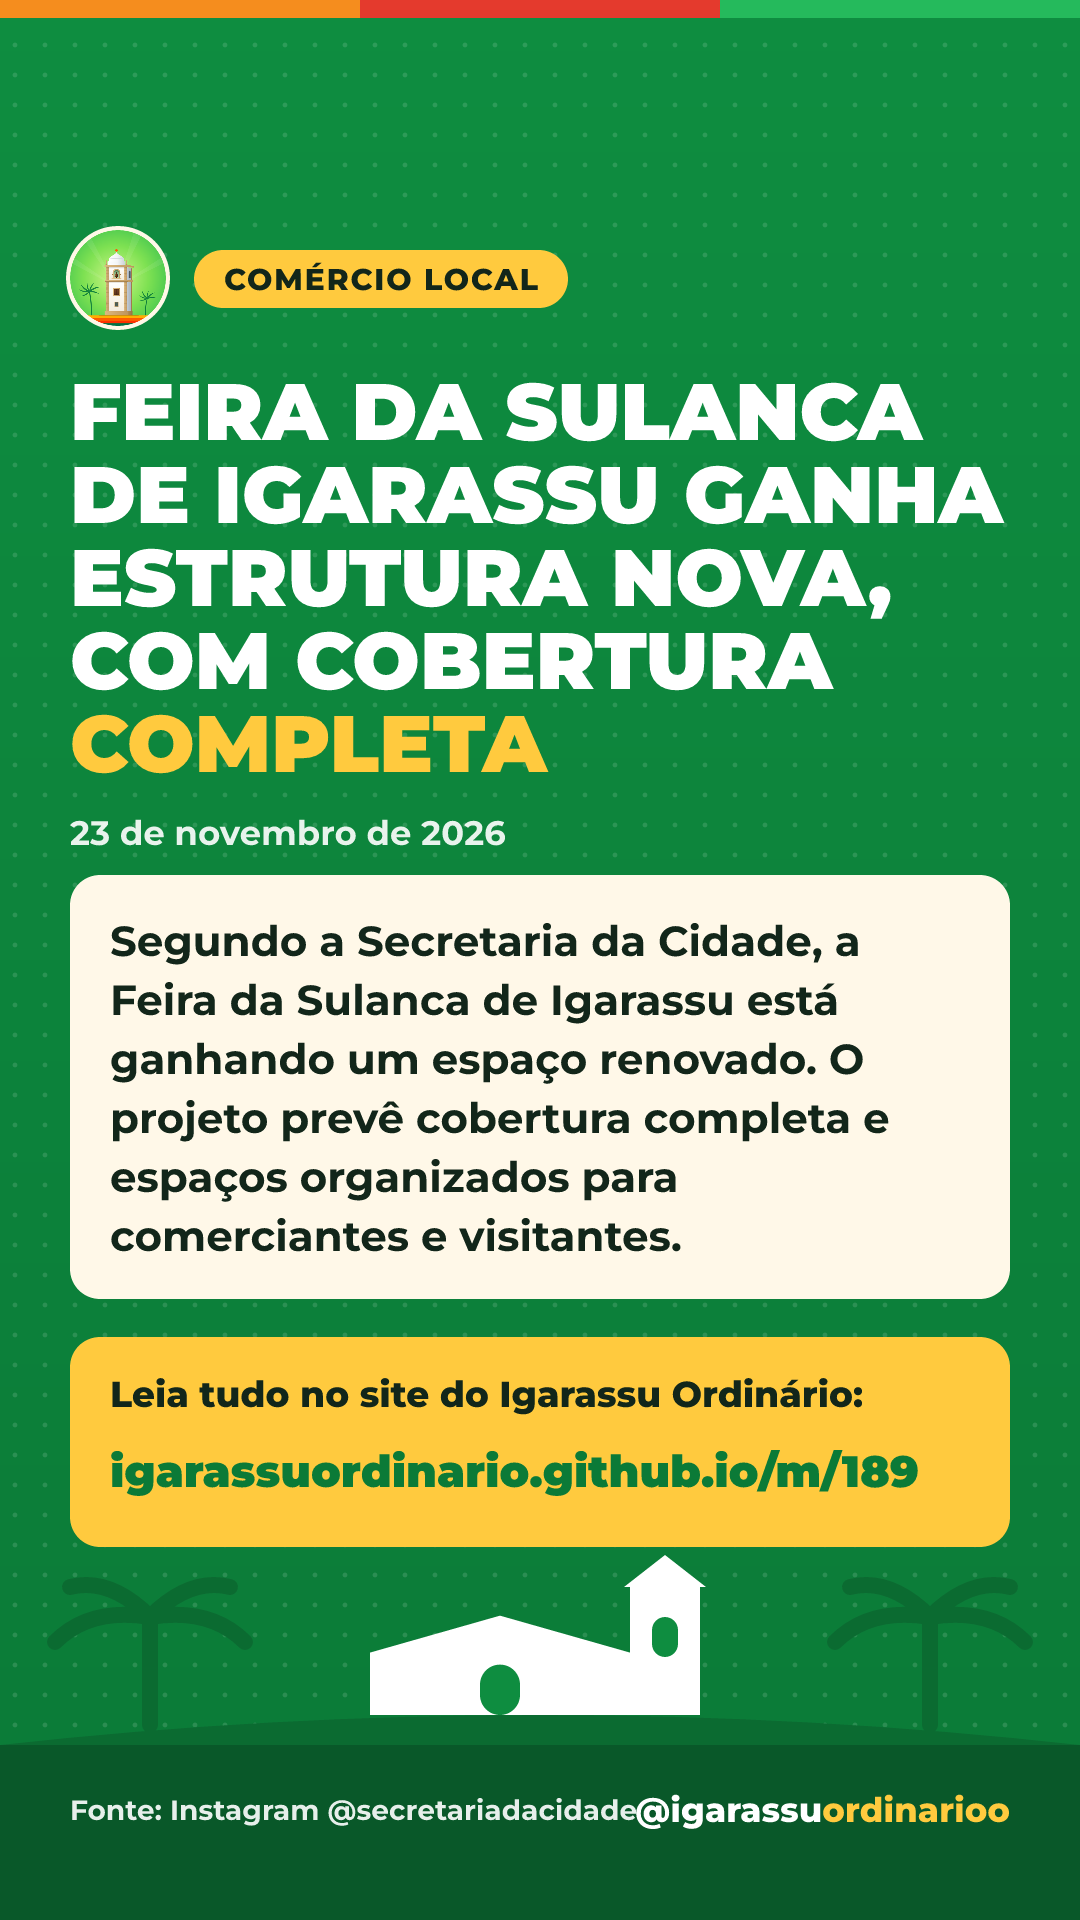 COMÉRCIO LOCAL
FEIRA DA SULANCA
DE IGARASSU GANHA
ESTRUTURA NOVA,
COM COBERTURA
COMPLETA
23 de novembro de 2026
Segundo a Secretaria da Cidade, a
Feira da Sulanca de Igarassu está
ganhando um espaço renovado. O
projeto prevê cobertura completa e
espaços organizados para
comerciantes e visitantes.
Leia tudo no site do Igarassu Ordinário:
igarassuordinario.github.io/m/189
Fonte: Instagram @secretariadacidade
@igarassuordinarioo